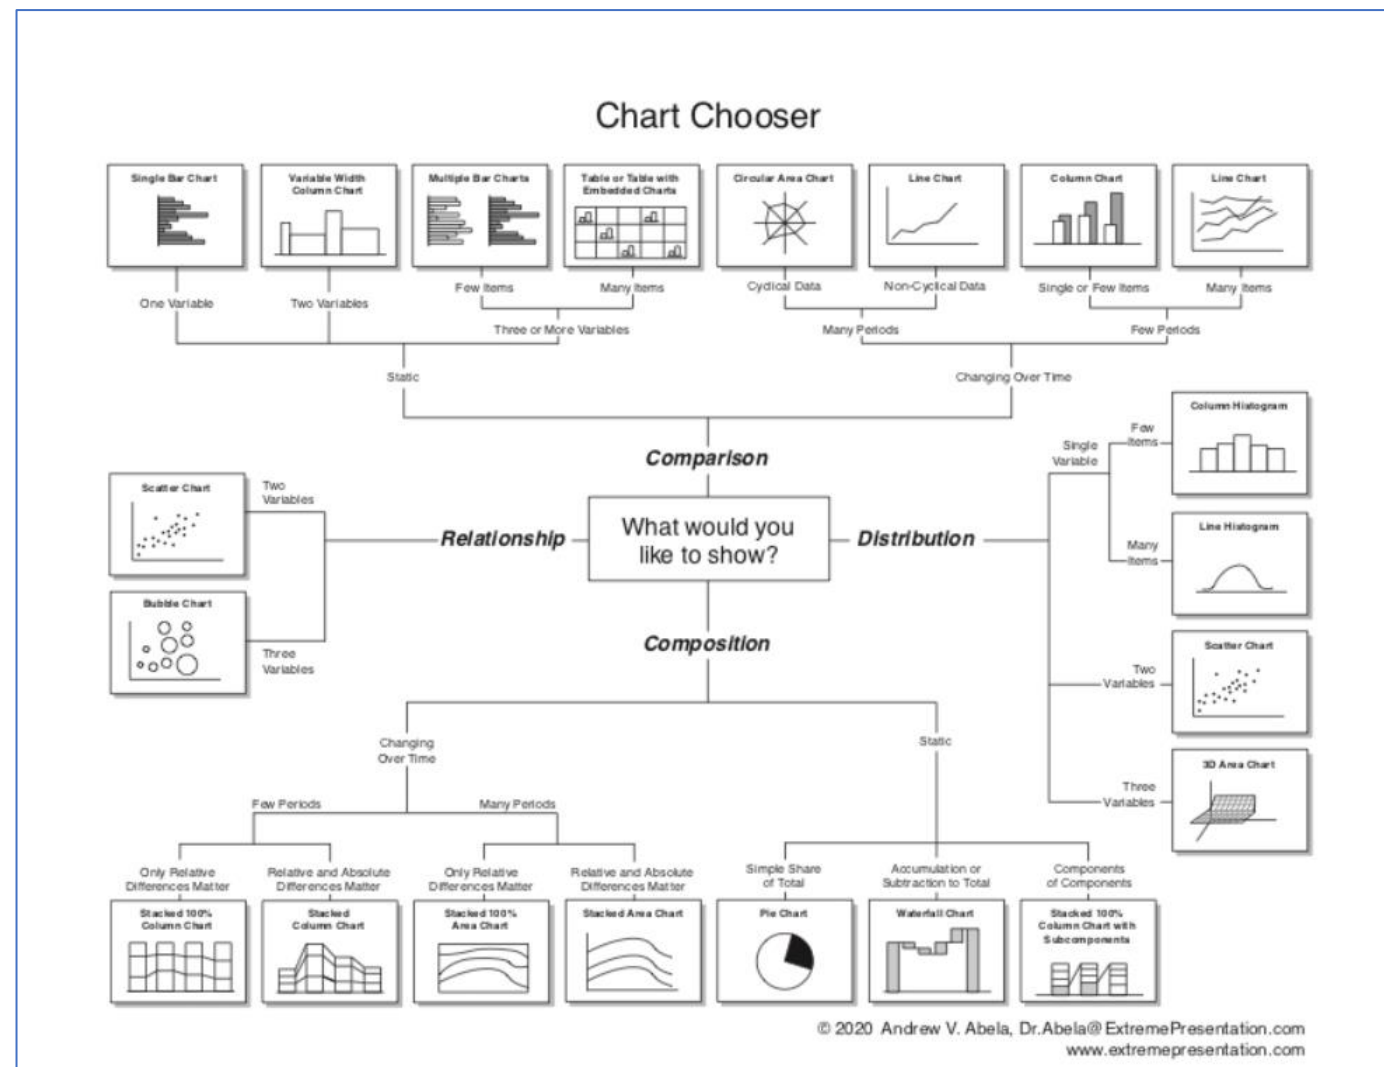 Chart Chooser
Single Bar Chart
Variable Width
Column Chart
Multiple Bar Charts
Table or Table with
Embedded Charts
Circular Area Chart
Line Chart
Column Chart
Line Chart
One Variable
Two Variables
Few Items
Many Items
Cyclical Data
Non-Cyclical Data
Single or Few Items
Many Items
Three or More Variables
Many Periods
Few Periods
Static
Changing Over Time
Comparison
Relationship
What would you
like to show?
Distribution
Composition
Scatter Chart
Two
Variables
Bubble Chart
Three
Variables
Single
Variable
Few
Items
Column Histogram
Many
Items
Line Histogram
Two
Variables
Scatter Chart
Three
Variables
3D Area Chart
Changing
Over Time
Static
Few Periods
Many Periods
Only Relative
Differences Matter
Relative and Absolute
Differences Matter
Only Relative
Differences Matter
Relative and Absolute
Differences Matter
Simple Share
of Total
Accumulation or
Subtraction to Total
Components
of Components
Stacked 100%
Column Chart
Stacked
Column Chart
Stacked 100%
Area Chart
Stacked Area Chart
Pie Chart
Waterfall Chart
Stacked 100%
Column Chart with
Subcomponents
© 2020 Andrew V. Abela, Dr.Abela@ExtremePresentation.com
www.extremepresentation.com